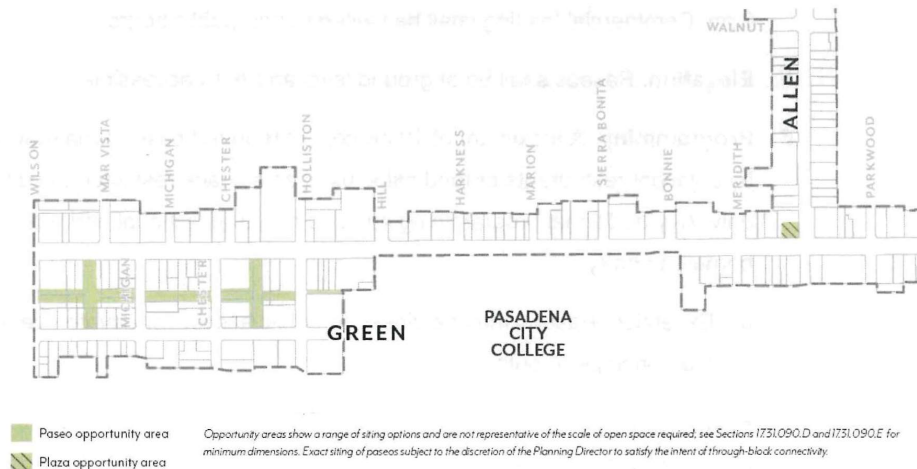 WALNUT
ALLEN
WILSON
MAR VISTA
MICHIGAN
CHESTER
HOLLISTON
HILL
HARKNESS
MARION
SIERRA BONITA
BONNIE
MERIDITH
PARKWOOD
MICHIGAN
CHESTER
GREEN
PASADENA
CITY
COLLEGE
Paseo opportunity area
Plaza opportunity area
Opportunity areas show a range of siting options and are not representative of the scale of open space required; see Sections 17.31.090.D and 17.31.090.E for
minimum dimensions. Exact siting of paseos subject to the discretion of the Planning Director to satisfy the intent of through-block connectivity.